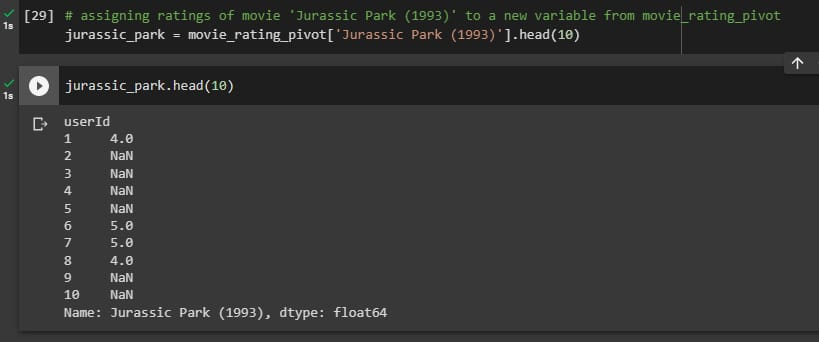 [29] # assigning ratings of movie 'Jurassic Park (1993)' to a new variable from movie_rating_pivot
1s jurassic_park = movie_rating_pivot['Jurassic Park (1993)'].head(10)
jurassic_park.head(10)
1s
userId
1 4.0
2 NaN
3 NaN
4 NaN
5 NaN
6 5.0
7 5.0
8 4.0
9 NaN
10 NaN
Name: Jurassic Park (1993), dtype: float64